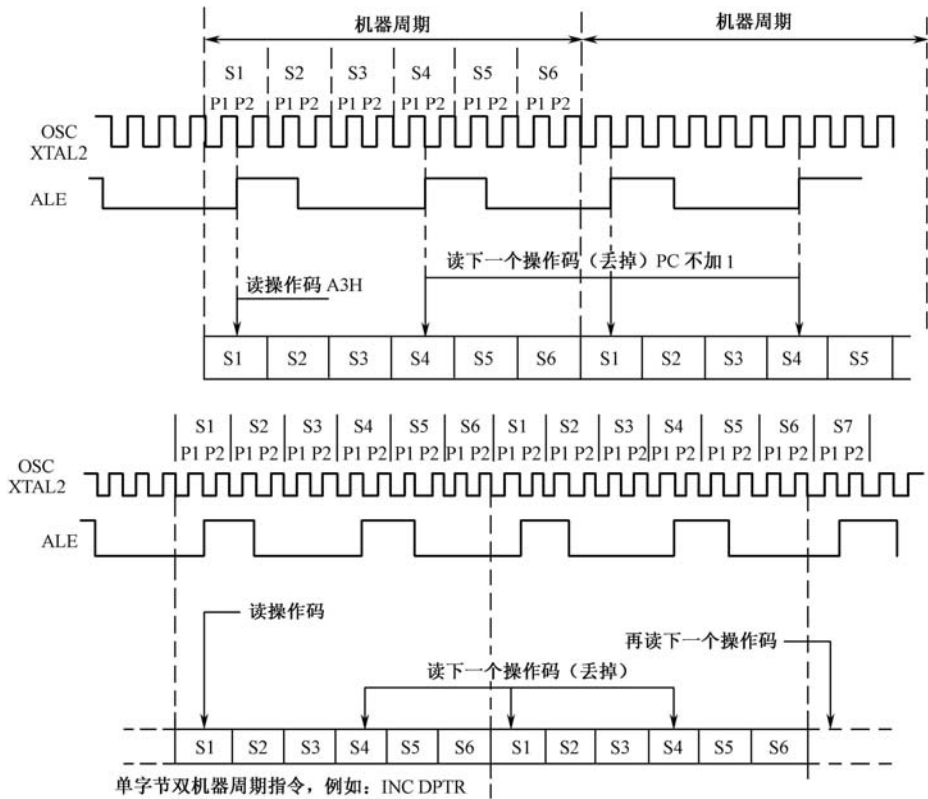 机器周期 机器周期
S1 S2 S3 S4 S5 S6
P1 P2 P1 P2 P1 P2 P1 P2 P1 P2 P1 P2
OSC
XTAL2
ALE
读下一个操作码（丢掉）PC 不加 1
读操作码 A3H
S1 S2 S3 S4 S5 S6 S1 S2 S3 S4 S5
S1 S2 S3 S4 S5 S6 S1 S2 S3 S4 S5 S6 S7
P1 P2 P1 P2 P1 P2 P1 P2 P1 P2 P1 P2 P1 P2 P1 P2 P1 P2 P1 P2 P1 P2 P1 P2 P1 P2
OSC
XTAL2
ALE
读操作码
再读下一个操作码
读下一个操作码（丢掉）
S1 S2 S3 S4 S5 S6 S1 S2 S3 S4 S5 S6
单字节双机器周期指令，例如：INC DPTR